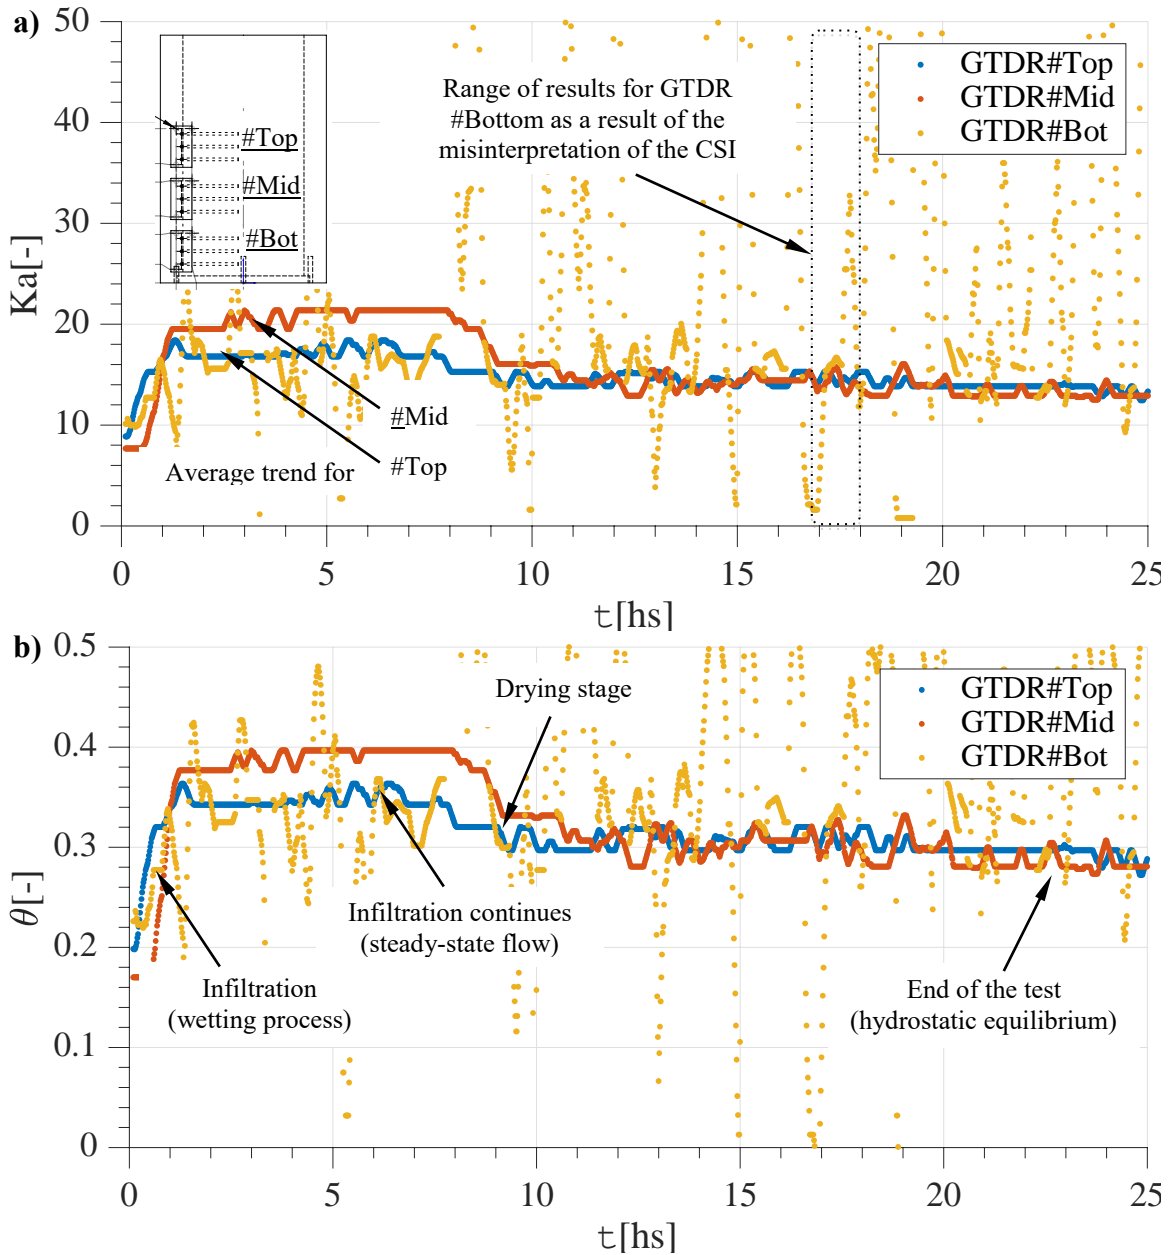 a)
50
40
30
20
10
0
Ka[-]
#Top
#Mid
#Bot
Range of results for GTDR
#Bottom as a result of the
misinterpretation of the CSI
GTDR#Top
GTDR#Mid
GTDR#Bot
#Mid
#Top
Average trend for
0 5 10 15 20 25
t[hs]
b)
0.5
0.4
0.3
0.2
0.1
0
θ[-]
GTDR#Top
GTDR#Mid
GTDR#Bot
Drying stage
Infiltration continues
(steady-state flow)
Infiltration
(wetting process)
End of the test
(hydrostatic equilibrium)
0 5 10 15 20 25
t[hs]